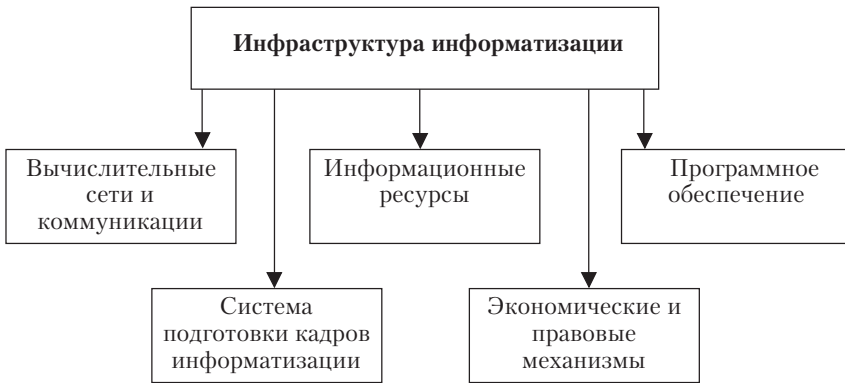 Инфраструктура информатизации
Вычислительные
сети и
коммуникации
Информационные
ресурсы
Программное
обеспечение
Система
подготовки кадров
информатизации
Экономические и
правовые
механизмы